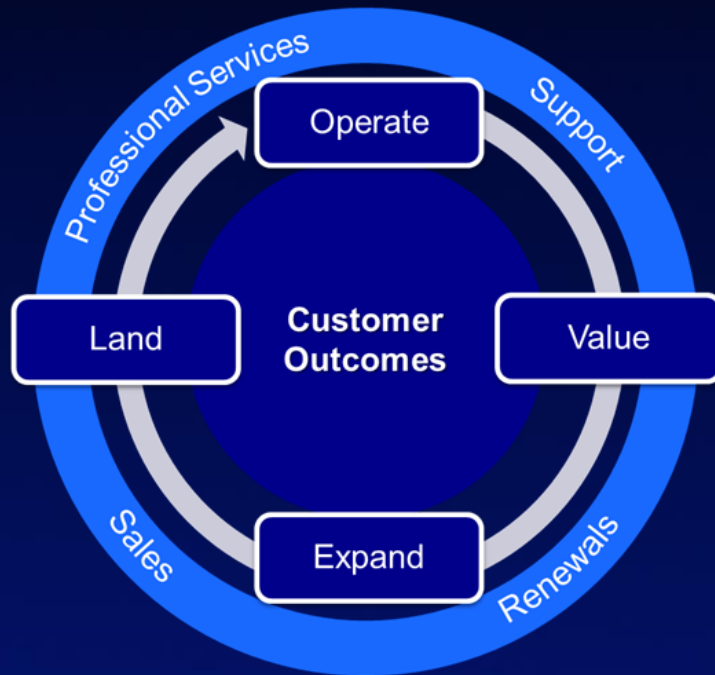 Professional Services
Support
Operate
Land
Customer
Outcomes
Value
Expand
Sales
Renewals